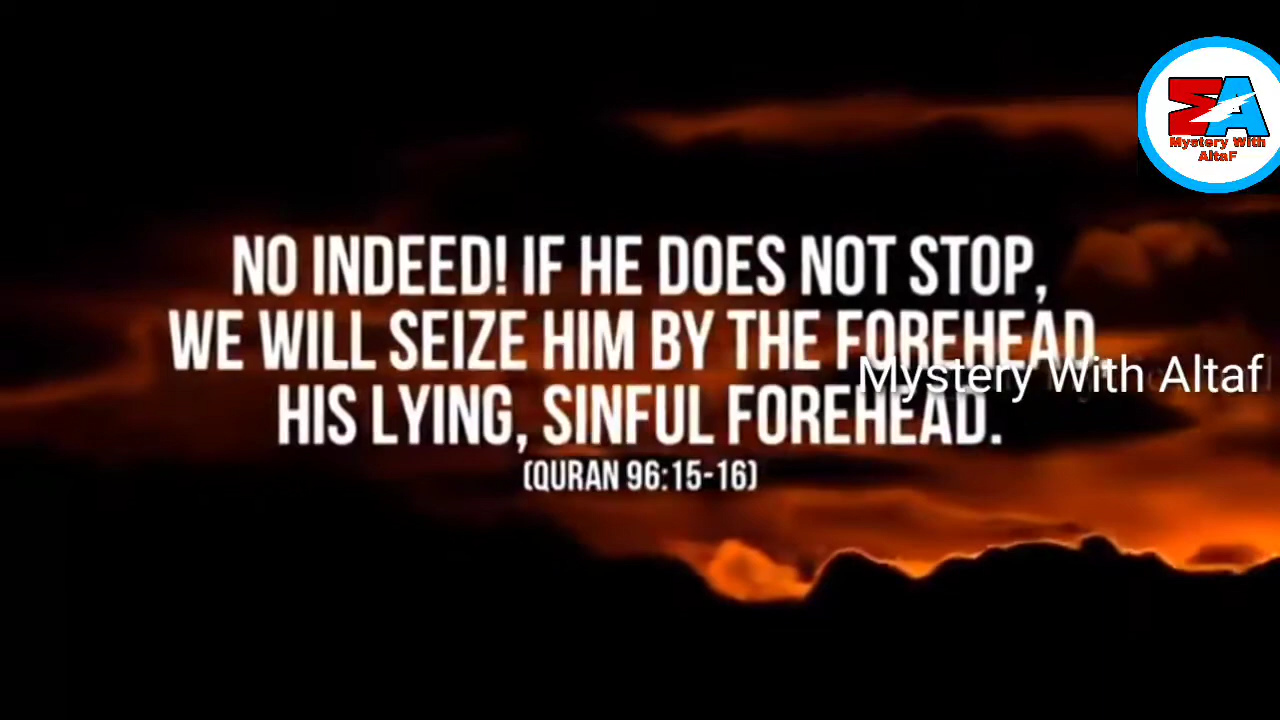 MA
Mystery With
AltaF
NO INDEED! IF HE DOES NOT STOP,
WE WILL SEIZE HIM BY THE FOREHEAD,
Mystery With Altaf
HIS LYING, SINFUL FOREHEAD.
(QURAN 96:15-16)